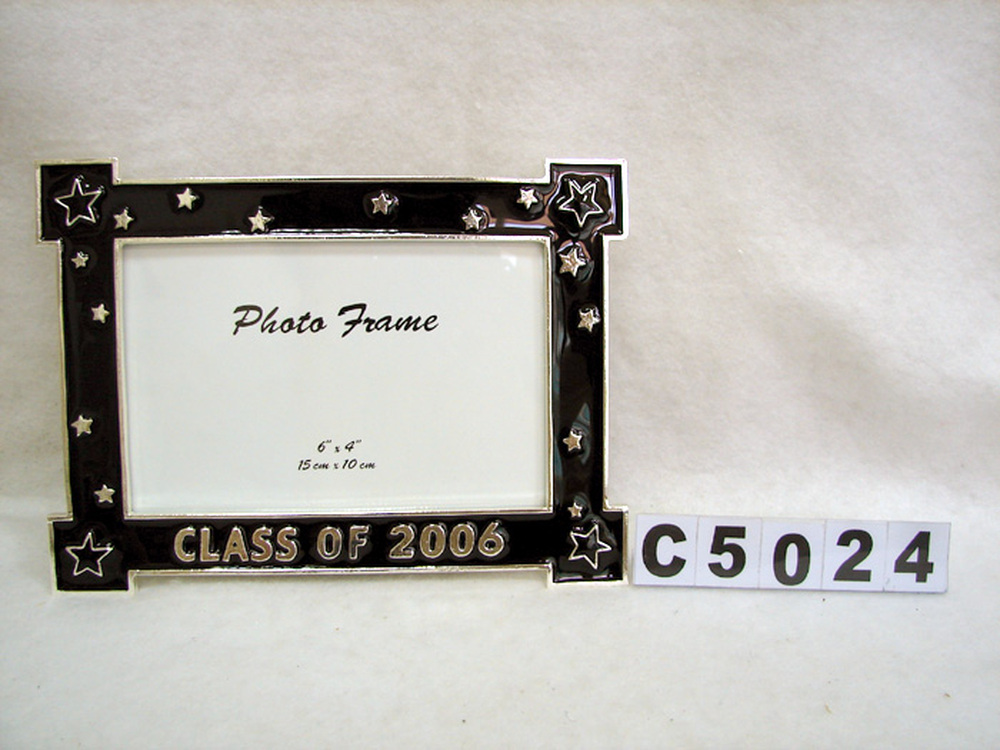 Photo Frame
6" x 4"
15 cm x 10 cm
CLASS OF 2006
C5024